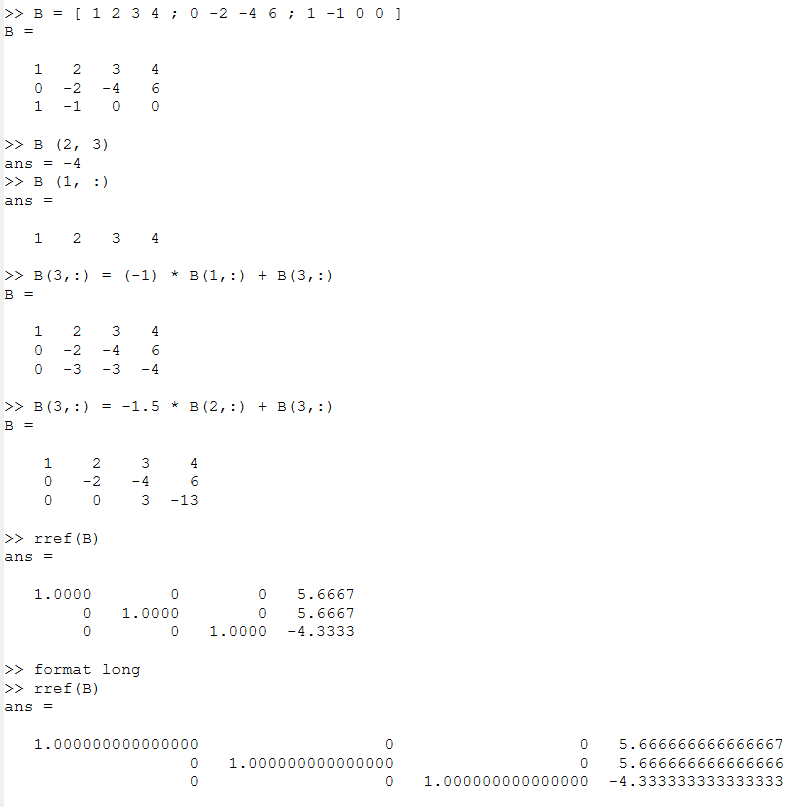 >> B = [ 1 2 3 4 ; 0 -2 -4 6 ; 1 -1 0 0 ]
B =
1 2 3 4
0 -2 -4 6
1 -1 0 0
>> B (2, 3)
ans = -4
>> B (1, :)
ans =
1 2 3 4
>> B(3,:) = (-1) * B(1,:) + B(3,:)
B =
1 2 3 4
0 -2 -4 6
0 -3 -3 -4
>> B(3,:) = -1.5 * B(2,:) + B(3,:)
B =
1 2 3 4
0 -2 -4 6
0 0 3 -13
>> rref(B)
ans =
1.0000 0 0 5.6667
0 1.0000 0 5.6667
0 0 1.0000 -4.3333
>> format long
>> rref(B)
ans =
1.000000000000000 0 0 5.666666666666667
0 1.000000000000000 0 5.666666666666666
0 0 1.000000000000000 -4.333333333333333